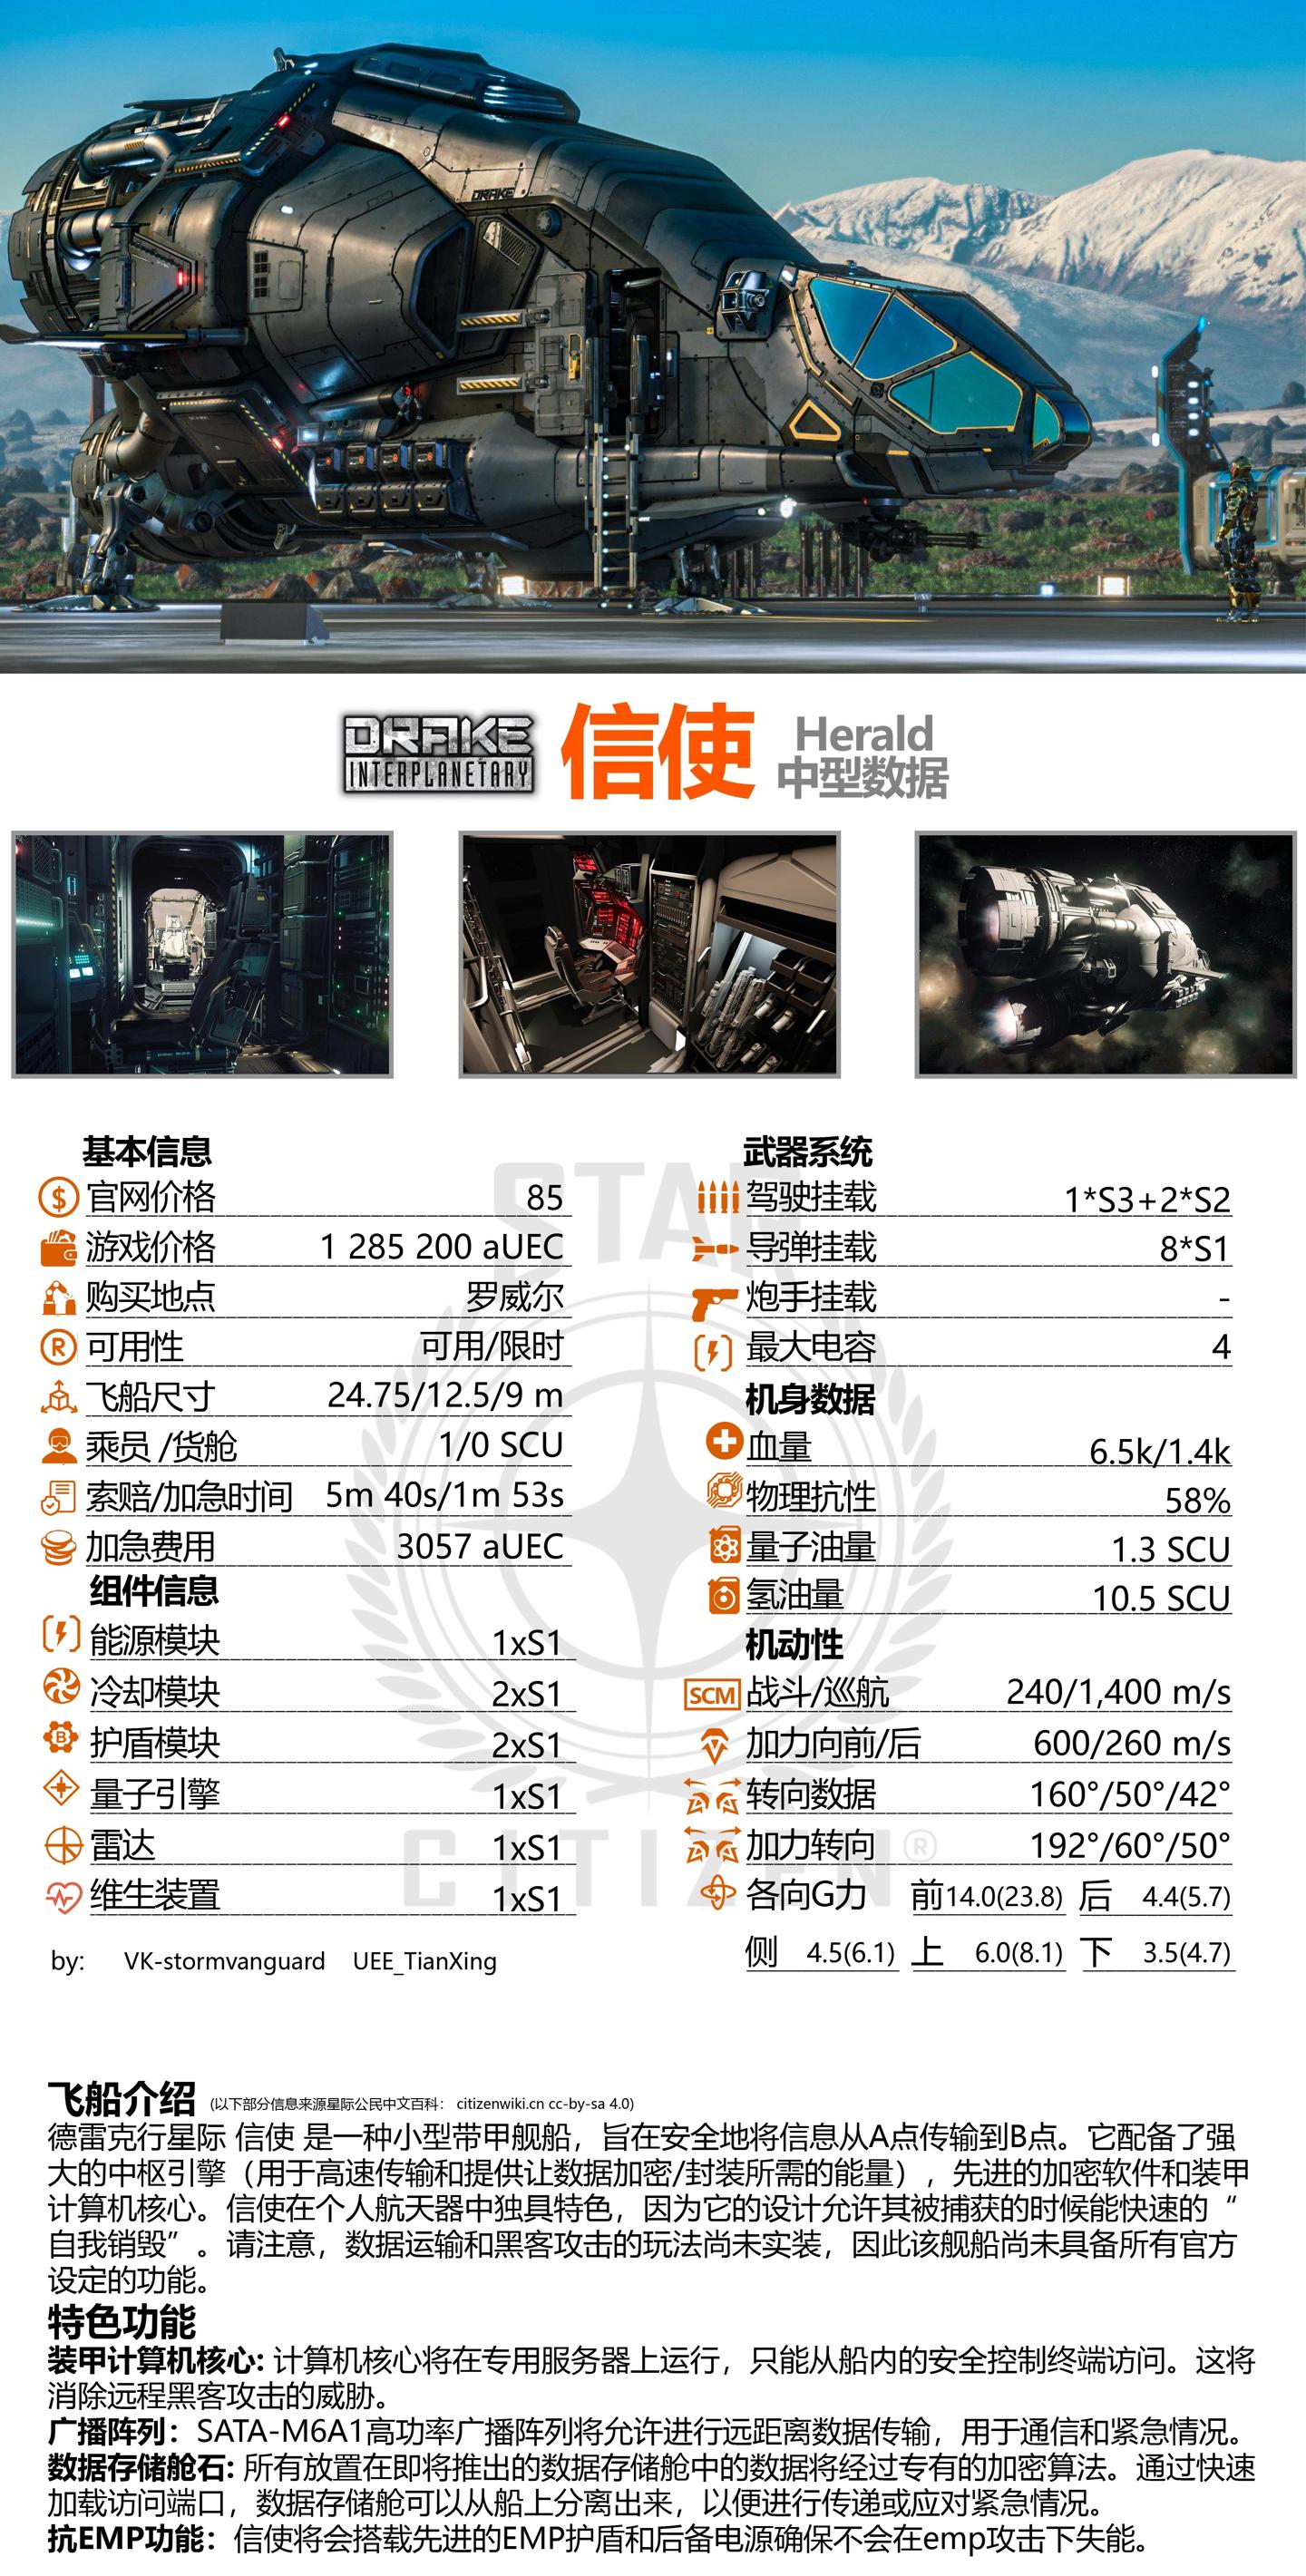 DRAKE
DRAKE
INTERPLANETARY
信使
Herald
中型数据
STAR
CITIZEN®
基本信息
官网价格 85
游戏价格 1 285 200 aUEC
购买地点 罗威尔
可用性 可用/限时
飞船尺寸 24.75/12.5/9 m
乘员 /货舱 1/0 SCU
索赔/加急时间 5m 40s/1m 53s
加急费用 3057 aUEC
组件信息
能源模块 1xS1
冷却模块 2xS1
护盾模块 2xS1
量子引擎 1xS1
雷达 1xS1
维生装置 1xS1
by: VK-stormvanguard UEE_TianXing
武器系统
驾驶挂载 1*S3+2*S2
导弹挂载 8*S1
炮手挂载 -
最大电容 4
机身数据
血量 6.5k/1.4k
物理抗性 58%
量子油量 1.3 SCU
氢油量 10.5 SCU
机动性
SCM 战斗/巡航 240/1,400 m/s
加力向前/后 600/260 m/s
转向数据 160°/50°/42°
加力转向 192°/60°/50°
各向G力 前14.0(23.8) 后 4.4(5.7)
侧 4.5(6.1) 上 6.0(8.1) 下 3.5(4.7)
飞船介绍 (以下部分信息来源星际公民中文百科： citizenwiki.cn cc-by-sa 4.0)
德雷克行星际 信使 是一种小型带甲舰船，旨在安全地将信息从A点传输到B点。它配备了强
大的中枢引擎（用于高速传输和提供让数据加密/封装所需的能量），先进的加密软件和装甲
计算机核心。信使在个人航天器中独具特色，因为它的设计允许其被捕获的时候能快速的“
自我销毁”。请注意，数据运输和黑客攻击的玩法尚未实装，因此该舰船尚未具备所有官方
设定的功能。
特色功能
装甲计算机核心: 计算机核心将在专用服务器上运行，只能从船内的安全控制终端访问。这将
消除远程黑客攻击的威胁。
广播阵列：SATA-M6A1高功率广播阵列将允许进行远距离数据传输，用于通信和紧急情况。
数据存储舱石: 所有放置在即将推出的数据存储舱中的数据将经过专有的加密算法。通过快速
加载访问端口，数据存储舱可以从船上分离出来，以便进行传递或应对紧急情况。
抗EMP功能：信使将会搭载先进的EMP护盾和后备电源确保不会在emp攻击下失能。